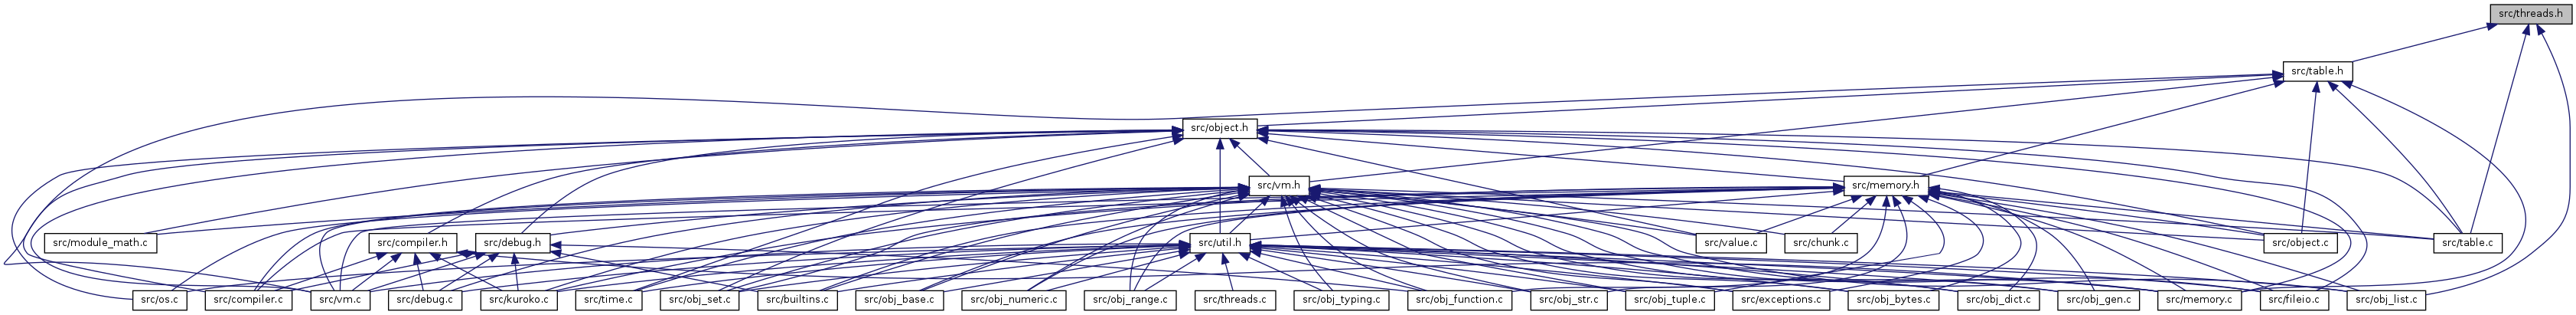 src/threads.h
src/table.h
src/object.h
src/vm.h
src/memory.h
src/module_math.c
src/compiler.h
src/debug.h
src/util.h
src/value.c
src/chunk.c
src/object.c
src/table.c
src/os.c
src/compiler.c
src/vm.c
src/debug.c
src/kuroko.c
src/time.c
src/obj_set.c
src/builtins.c
src/obj_base.c
src/obj_numeric.c
src/obj_range.c
src/threads.c
src/obj_typing.c
src/obj_function.c
src/obj_str.c
src/obj_tuple.c
src/exceptions.c
src/obj_bytes.c
src/obj_dict.c
src/obj_gen.c
src/memory.c
src/fileio.c
src/obj_list.c